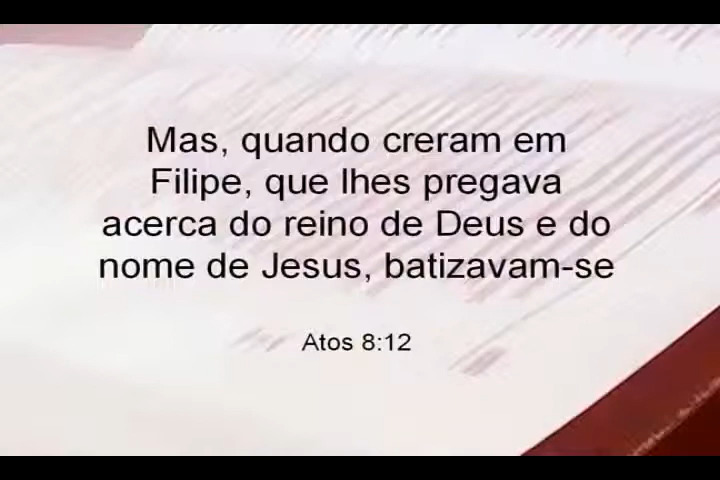 Mas, quando creram em
Filipe, que lhes pregava
acerca do reino de Deus e do
nome de Jesus, batizavam-se
Atos 8:12